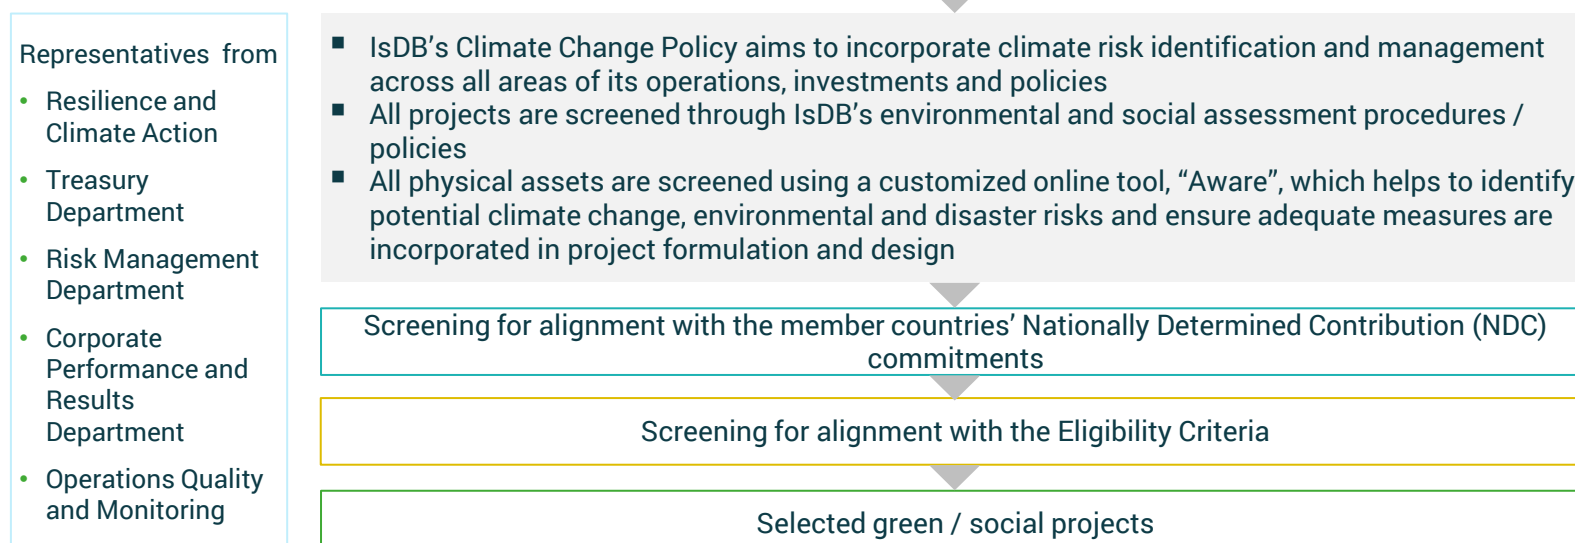 Representatives from
• Resilience and
Climate Action
• Treasury
Department
• Risk Management
Department
• Corporate
Performance and
Results
Department
• Operations Quality
and Monitoring
▪ IsDB’s Climate Change Policy aims to incorporate climate risk identification and management
across all areas of its operations, investments and policies
▪ All projects are screened through IsDB’s environmental and social assessment procedures /
policies
▪ All physical assets are screened using a customized online tool, “Aware”, which helps to identify
potential climate change, environmental and disaster risks and ensure adequate measures are
incorporated in project formulation and design
Screening for alignment with the member countries’ Nationally Determined Contribution (NDC)
commitments
Screening for alignment with the Eligibility Criteria
Selected green / social projects